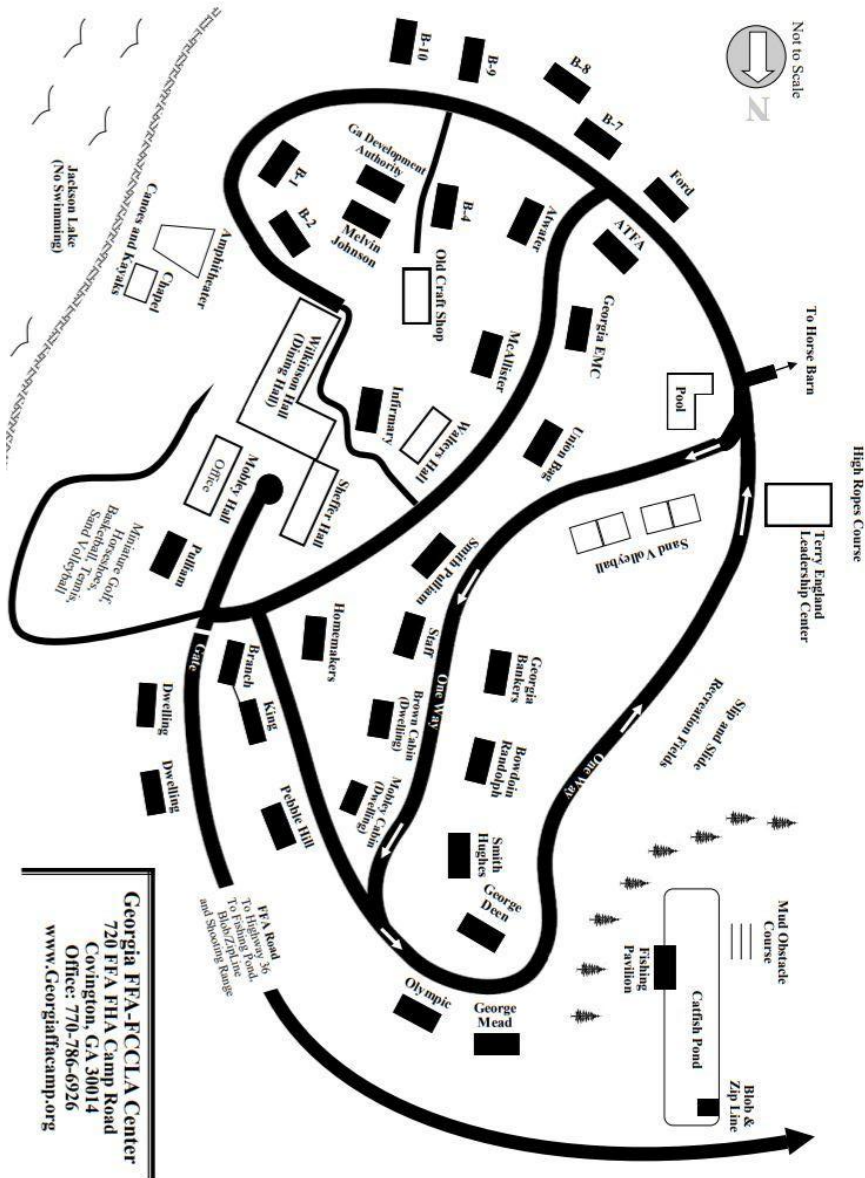 Not to Scale
N
B-10
B-9
B-8
B-7
Ford
ATFA
To Horse Barn
High Ropes Course
Terry England
Leadership Center
Pool
Georgia EMC
Atwater
B-4
Ga Development
Authority
Melvin
Johnson
B-1
B-2
Old Craft Shop
McAllister
Union Bag
Sand Volleyball
Infirmary
Walters Hall
Wilkinson Hall
(Dining Hall)
Sheffer Hall
Amphitheater
Chapel
Canoes and Kayaks
Jackson Lake
(No Swimming)
Mobley Hall
Office
Pulliam
Miniature Golf,
Horseshoes,
Basketball, Tennis,
Sand Volleyball
Smith Pulliam
Staff
Homemakers
Georgia
Bankers
Bowdoin
Randolph
Brown Cabin
(Dwelling)
Mobley Cabin
(Dwelling)
One Way
One Way
Smith
Hughes
George
Deen
Slip and Slide
Recreation Fields
Gate
Branch
King
Dwelling
Dwelling
Pebble Hill
Olympic
George
Mead
Mud Obstacle
Course
Fishing
Pavilion
Catfish Pond
Blob &
Zip Line
FFA Road
To Highway 36
To Fishing Pond,
Blob/ZipLine
and Shooting Range
Georgia FFA-FCCLA Center
720 FFA FHA Camp Road
Covington, GA 30014
Office: 770-786-6926
www.Georgiaffacamp.org